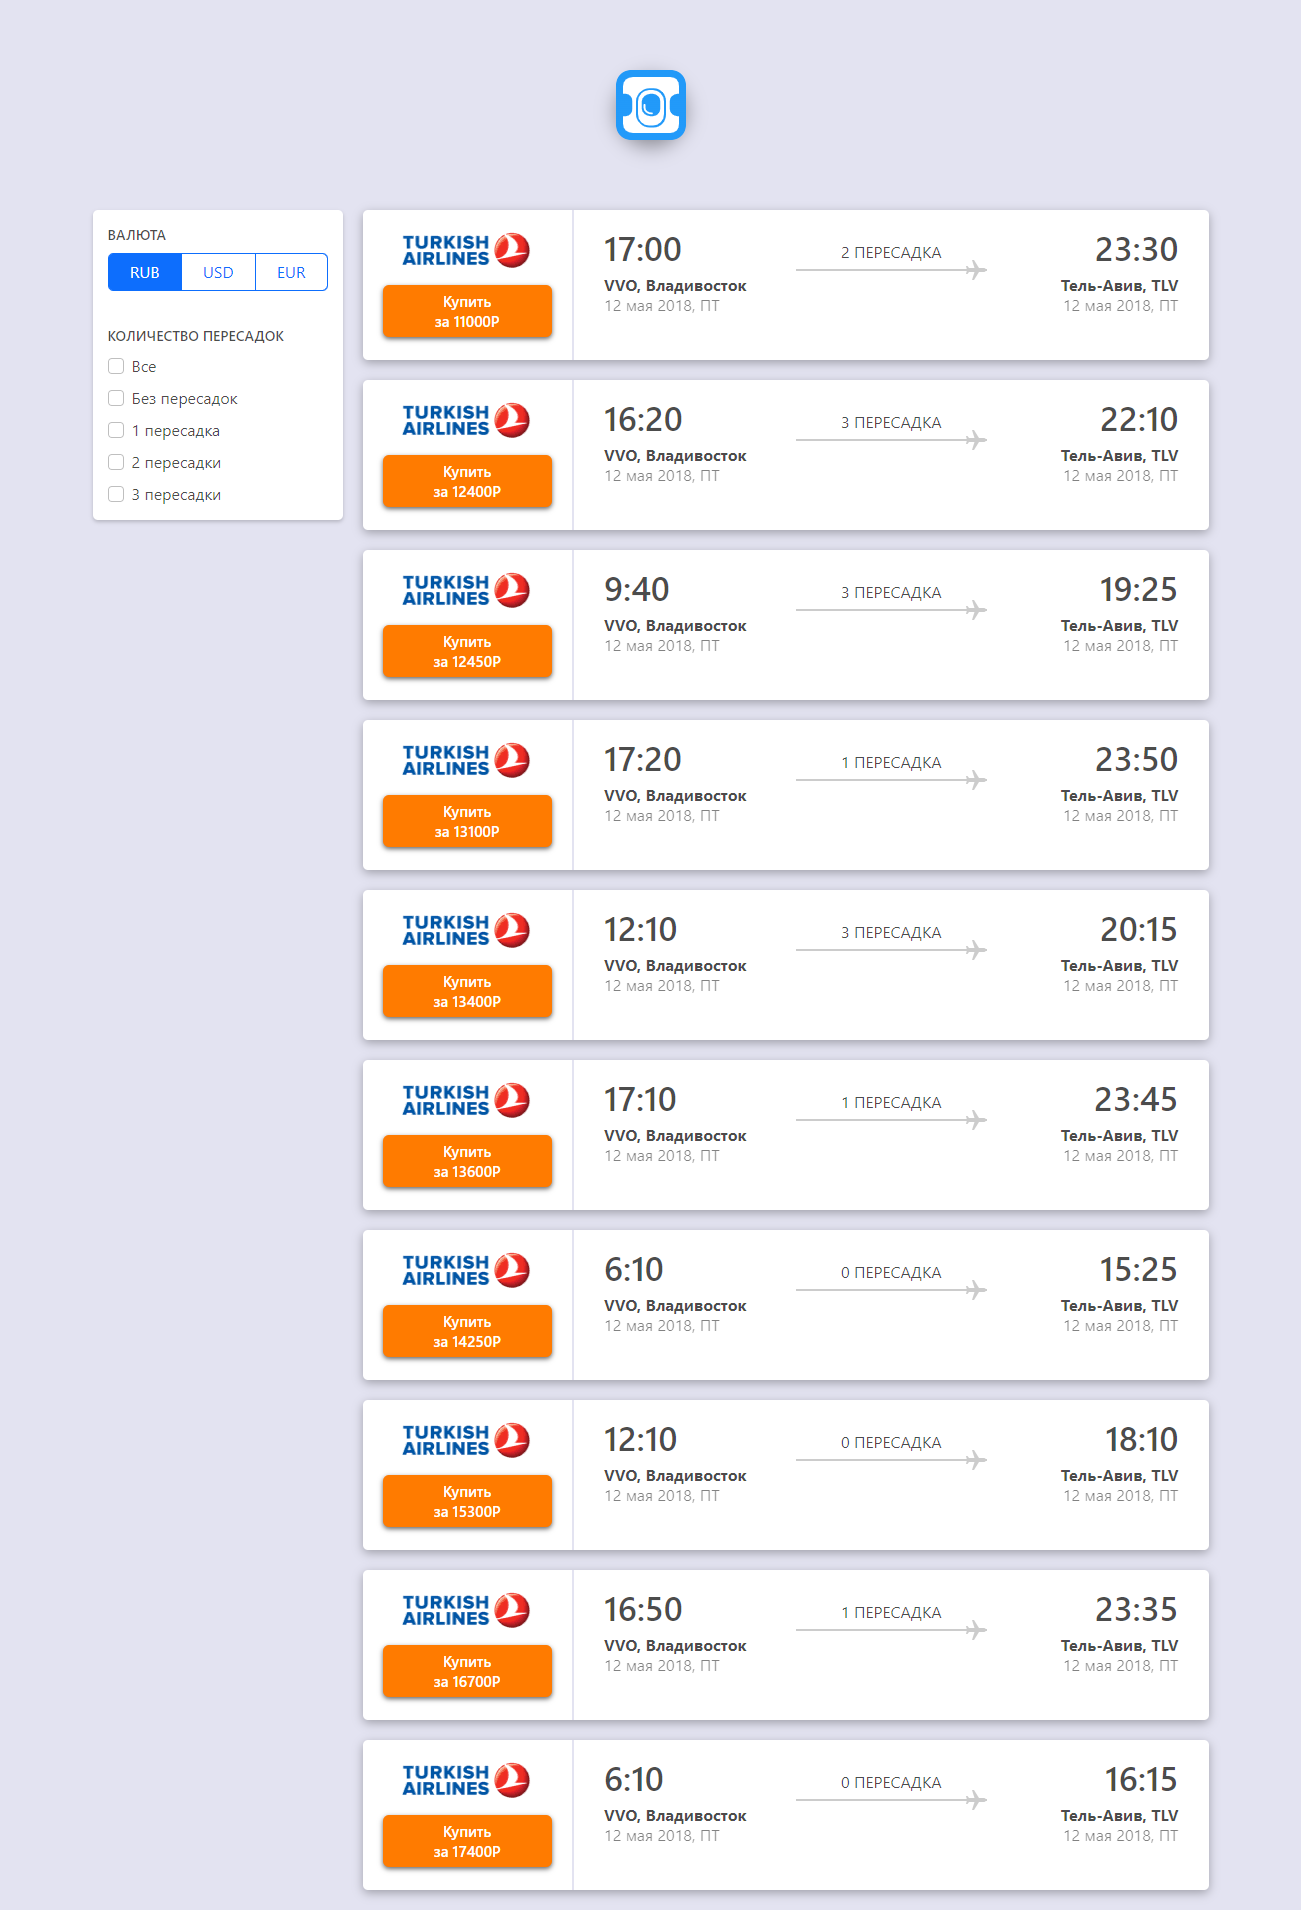 ВАЛЮТА
RUB USD EUR
КОЛИЧЕСТВО ПЕРЕСАДОК
Все
Без пересадок
1 пересадка
2 пересадки
3 пересадки
TURKISH
AIRLINES
Купить
за 11000Р
17:00
VVO, Владивосток
12 мая 2018, ПТ
2 ПЕРЕСАДКА
23:30
Тель-Авив, TLV
12 мая 2018, ПТ
TURKISH
AIRLINES
Купить
за 12400Р
16:20
VVO, Владивосток
12 мая 2018, ПТ
3 ПЕРЕСАДКА
22:10
Тель-Авив, TLV
12 мая 2018, ПТ
TURKISH
AIRLINES
Купить
за 12450Р
9:40
VVO, Владивосток
12 мая 2018, ПТ
3 ПЕРЕСАДКА
19:25
Тель-Авив, TLV
12 мая 2018, ПТ
TURKISH
AIRLINES
Купить
за 13100Р
17:20
VVO, Владивосток
12 мая 2018, ПТ
1 ПЕРЕСАДКА
23:50
Тель-Авив, TLV
12 мая 2018, ПТ
TURKISH
AIRLINES
Купить
за 13400Р
12:10
VVO, Владивосток
12 мая 2018, ПТ
3 ПЕРЕСАДКА
20:15
Тель-Авив, TLV
12 мая 2018, ПТ
TURKISH
AIRLINES
Купить
за 13600Р
17:10
VVO, Владивосток
12 мая 2018, ПТ
1 ПЕРЕСАДКА
23:45
Тель-Авив, TLV
12 мая 2018, ПТ
TURKISH
AIRLINES
Купить
за 14250Р
6:10
VVO, Владивосток
12 мая 2018, ПТ
0 ПЕРЕСАДКА
15:25
Тель-Авив, TLV
12 мая 2018, ПТ
TURKISH
AIRLINES
Купить
за 15300Р
12:10
VVO, Владивосток
12 мая 2018, ПТ
0 ПЕРЕСАДКА
18:10
Тель-Авив, TLV
12 мая 2018, ПТ
TURKISH
AIRLINES
Купить
за 16700Р
16:50
VVO, Владивосток
12 мая 2018, ПТ
1 ПЕРЕСАДКА
23:35
Тель-Авив, TLV
12 мая 2018, ПТ
TURKISH
AIRLINES
Купить
за 17400Р
6:10
VVO, Владивосток
12 мая 2018, ПТ
0 ПЕРЕСАДКА
16:15
Тель-Авив, TLV
12 мая 2018, ПТ